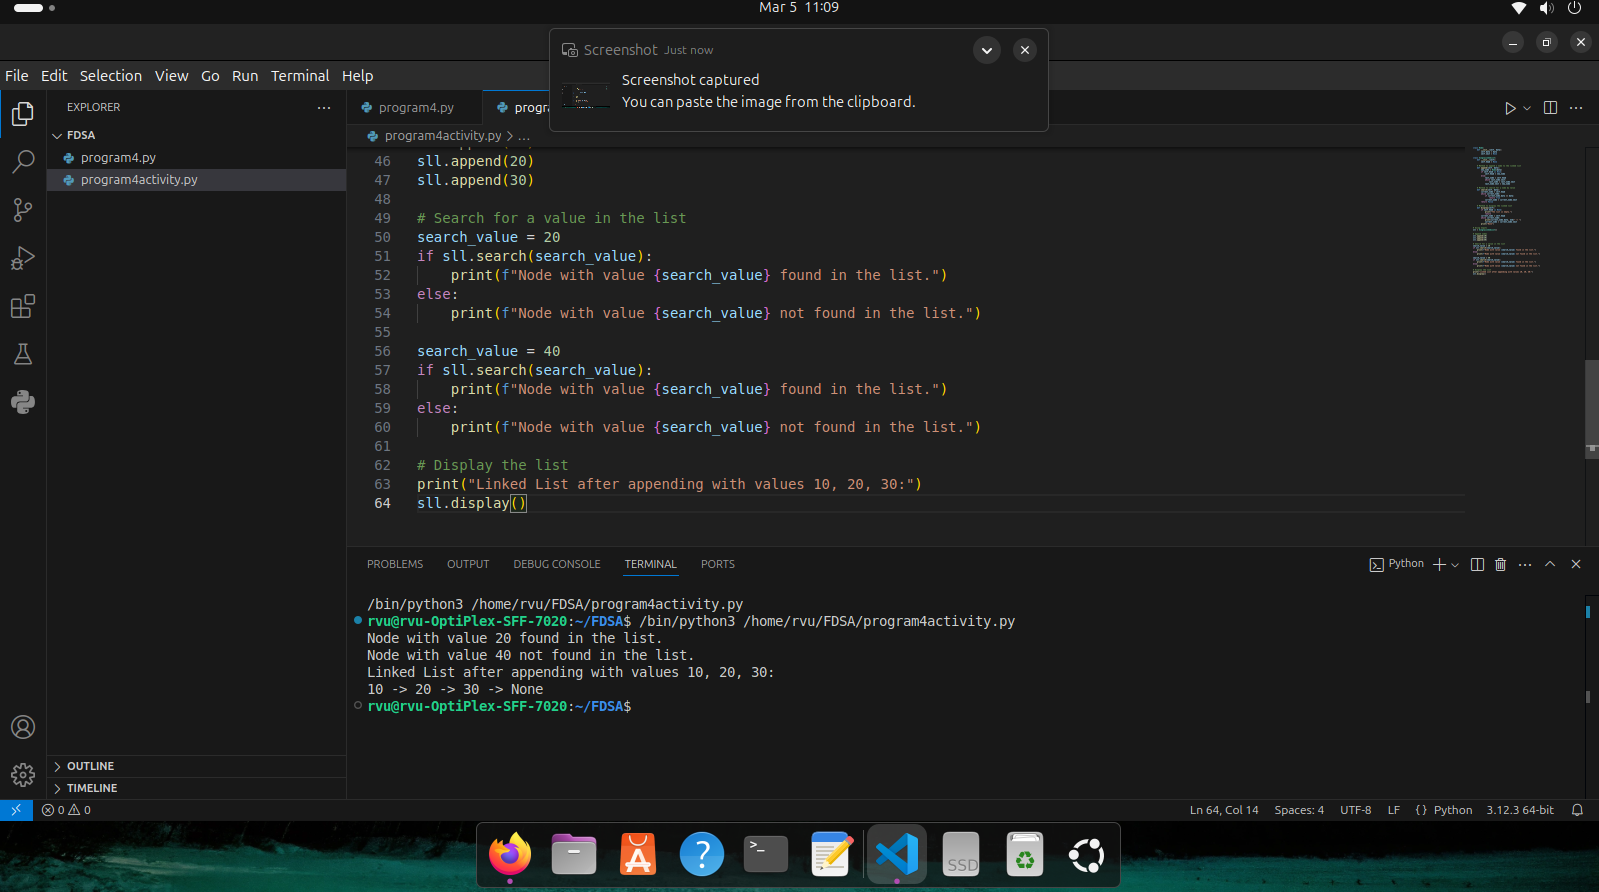 Mar 5 11:09
Screenshot Just now
Screenshot captured
You can paste the image from the clipboard.
File Edit Selection View Go Run Terminal Help
EXPLORER
FDSA
program4.py
program4activity.py
OUTLINE
TIMELINE
program4.py
program4activity.py > ...
46 sll.append(20)
47 sll.append(30)
48
49 # Search for a value in the list
50 search_value = 20
51 if sll.search(search_value):
52     print(f"Node with value {search_value} found in the list.")
53 else:
54     print(f"Node with value {search_value} not found in the list.")
55
56 search_value = 40
57 if sll.search(search_value):
58     print(f"Node with value {search_value} found in the list.")
59 else:
60     print(f"Node with value {search_value} not found in the list.")
61
62 # Display the list
63 print("Linked List after appending with values 10, 20, 30:")
64 sll.display()
PROBLEMS OUTPUT DEBUG CONSOLE TERMINAL PORTS
Python
/bin/python3 /home/rvu/FDSA/program4activity.py
rvu@rvu-OptiPlex-SFF-7020:~/FDSA$ /bin/python3 /home/rvu/FDSA/program4activity.py
Node with value 20 found in the list.
Node with value 40 not found in the list.
Linked List after appending with values 10, 20, 30:
10 -> 20 -> 30 -> None
rvu@rvu-OptiPlex-SFF-7020:~/FDSA$
0 0
Ln 64, Col 14 Spaces: 4 UTF-8 LF {} Python 3.12.3 64-bit
SSD